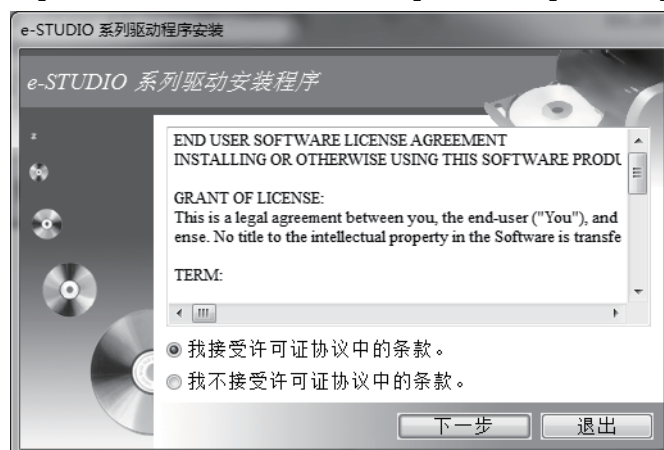 e-STUDIO 系列驱动程序安装
e-STUDIO 系列驱动安装程序
END USER SOFTWARE LICENSE AGREEMENT
INSTALLING OR OTHERWISE USING THIS SOFTWARE PRODU
GRANT OF LICENSE:
This is a legal agreement between you, the end-user ("You"), and
ense. No title to the intellectual property in the Software is transfe
TERM:
我接受许可证协议中的条款。
我不接受许可证协议中的条款。
下一步 退出